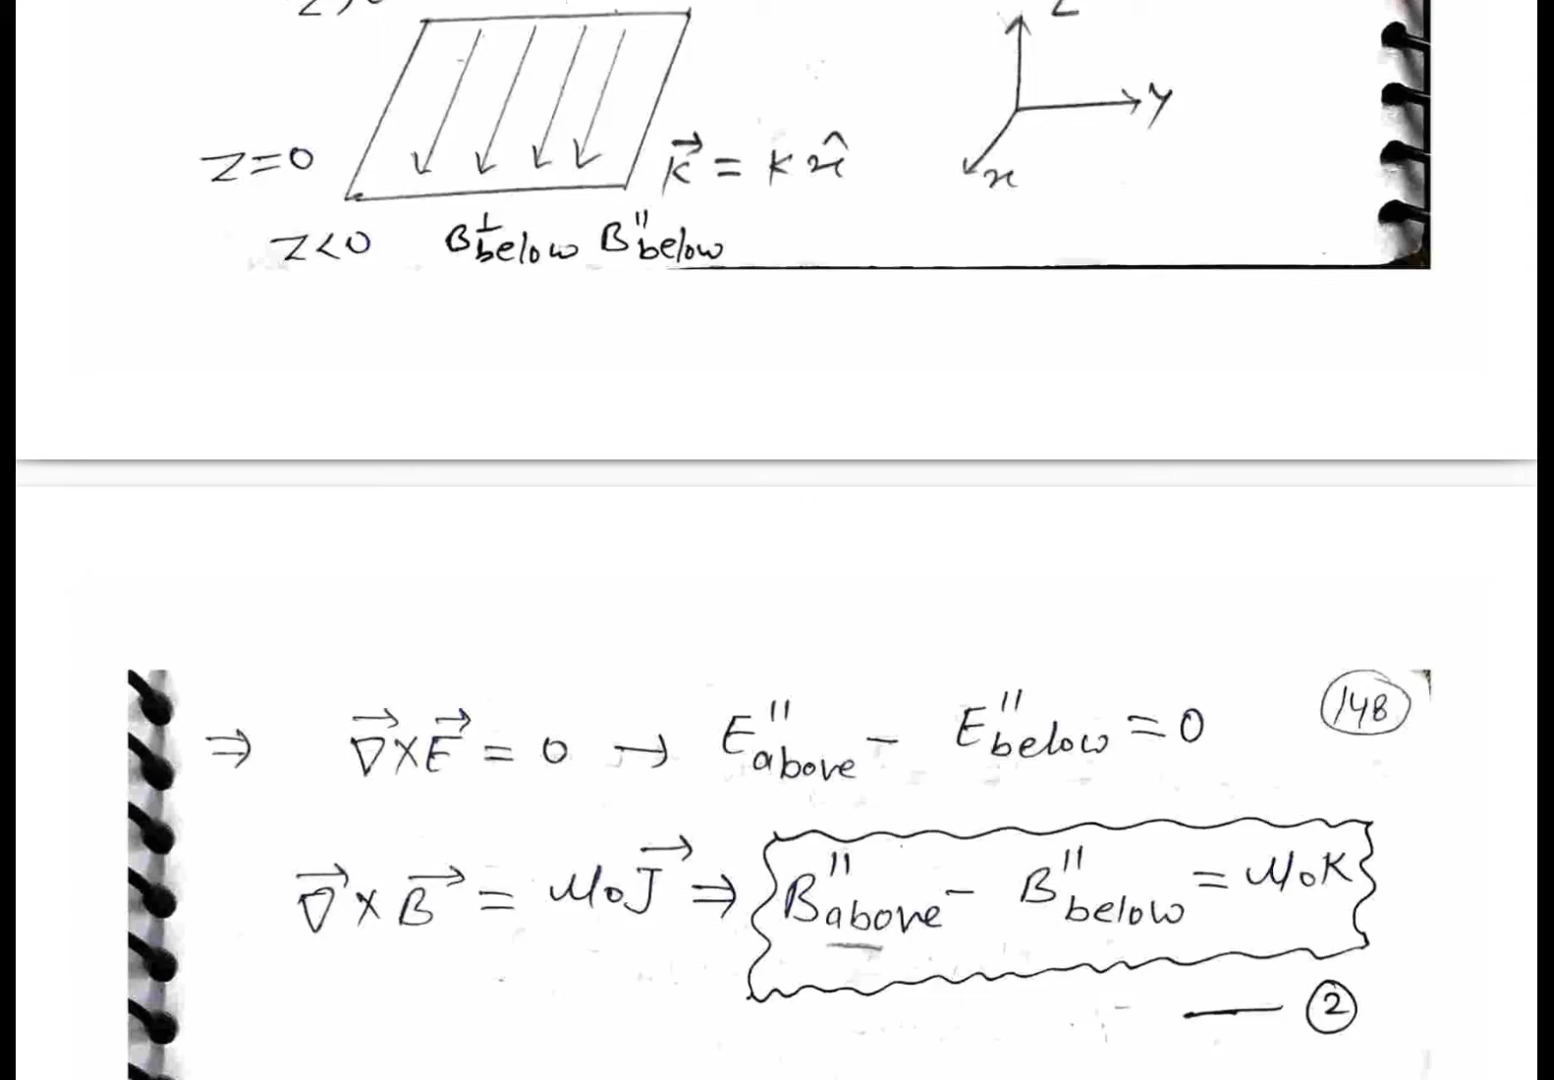 Z
y
Z=0
K⃗ = K x̂
x
Z<0 B⊥below B″below
148
⇒ ∇⃗×E⃗ = 0 → E″above − E″below = 0
∇⃗×B⃗ = μ₀J⃗ ⇒ B″above − B″below = μ₀K
— ②